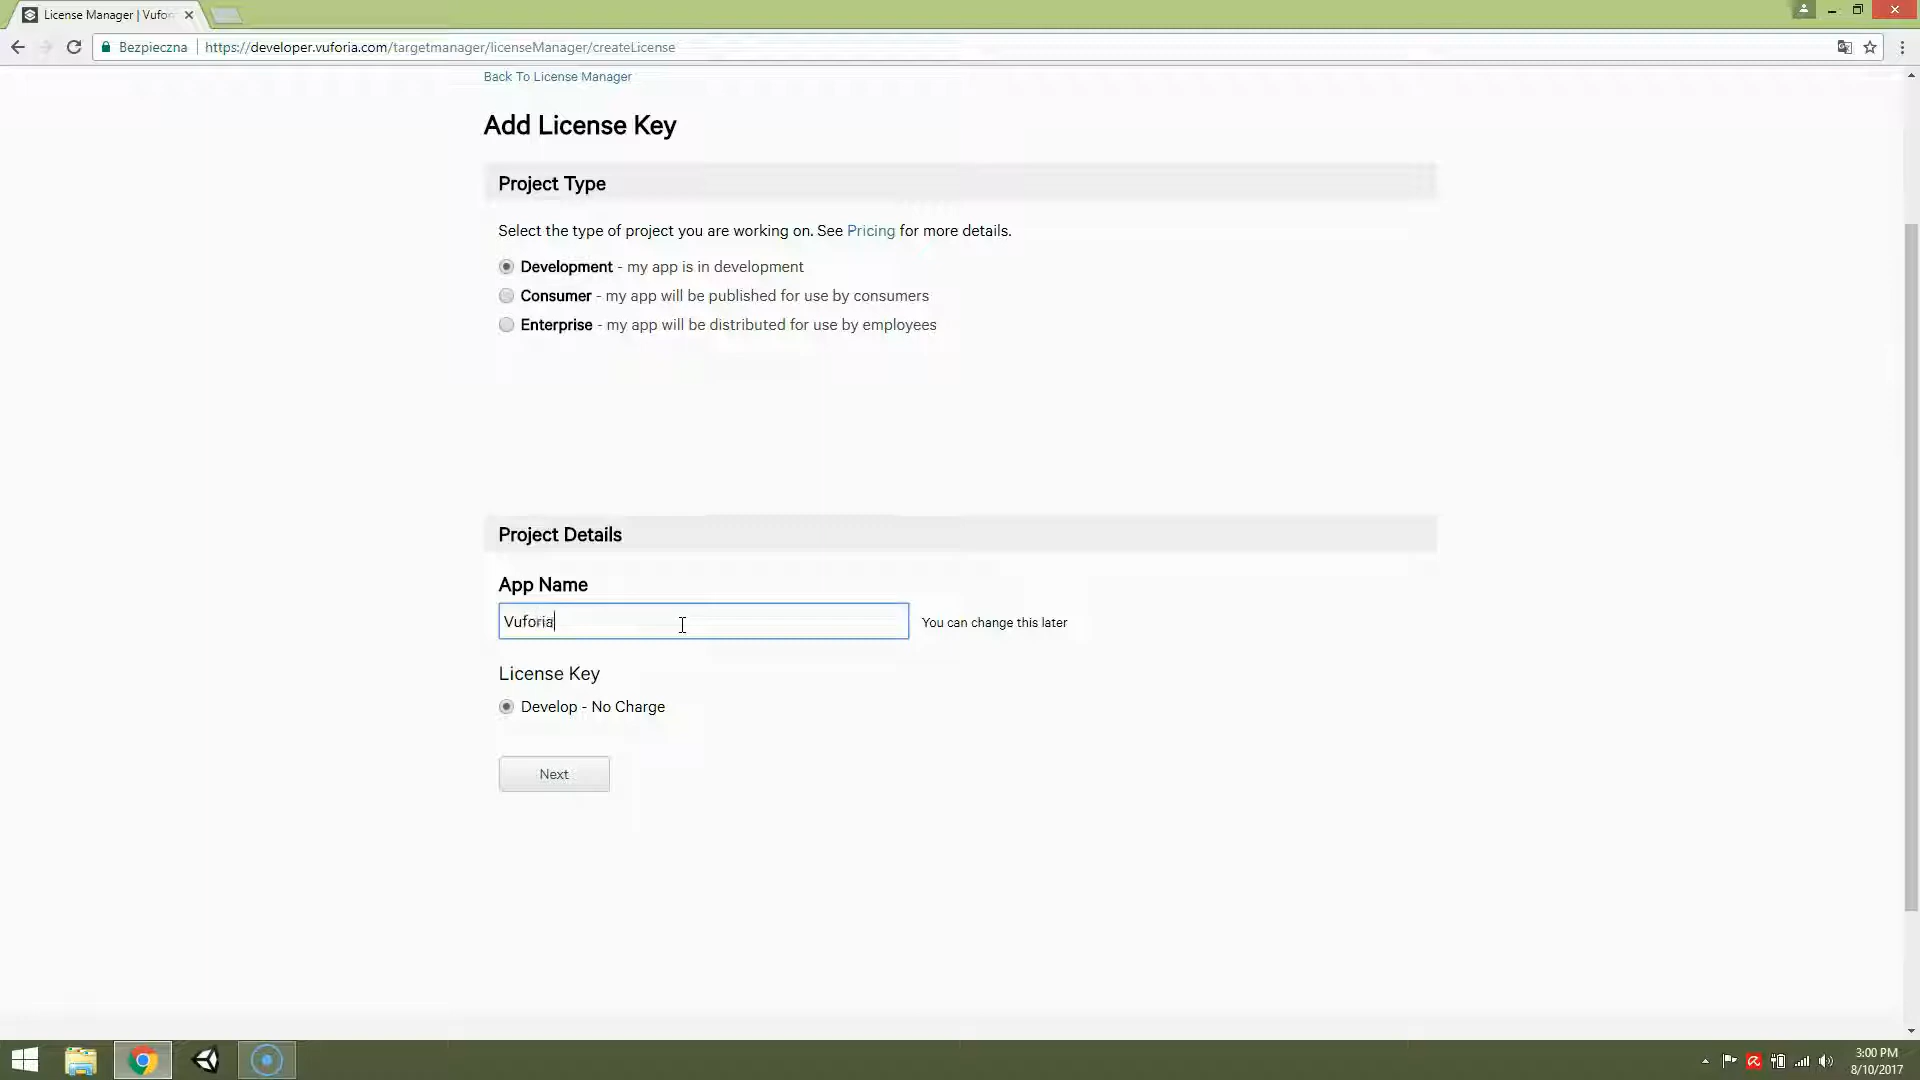 License Manager | Vufo
Bezpieczna
https://developer.vuforia.com/targetmanager/licenseManager/createLicense
Back To License Manager
Add License Key
Project Type
Select the type of project you are working on. See Pricing for more details.
Development - my app is in development
Consumer - my app will be published for use by consumers
Enterprise - my app will be distributed for use by employees
Project Details
App Name
Vuforia
You can change this later
License Key
Develop - No Charge
Next
3:00 PM
8/10/2017